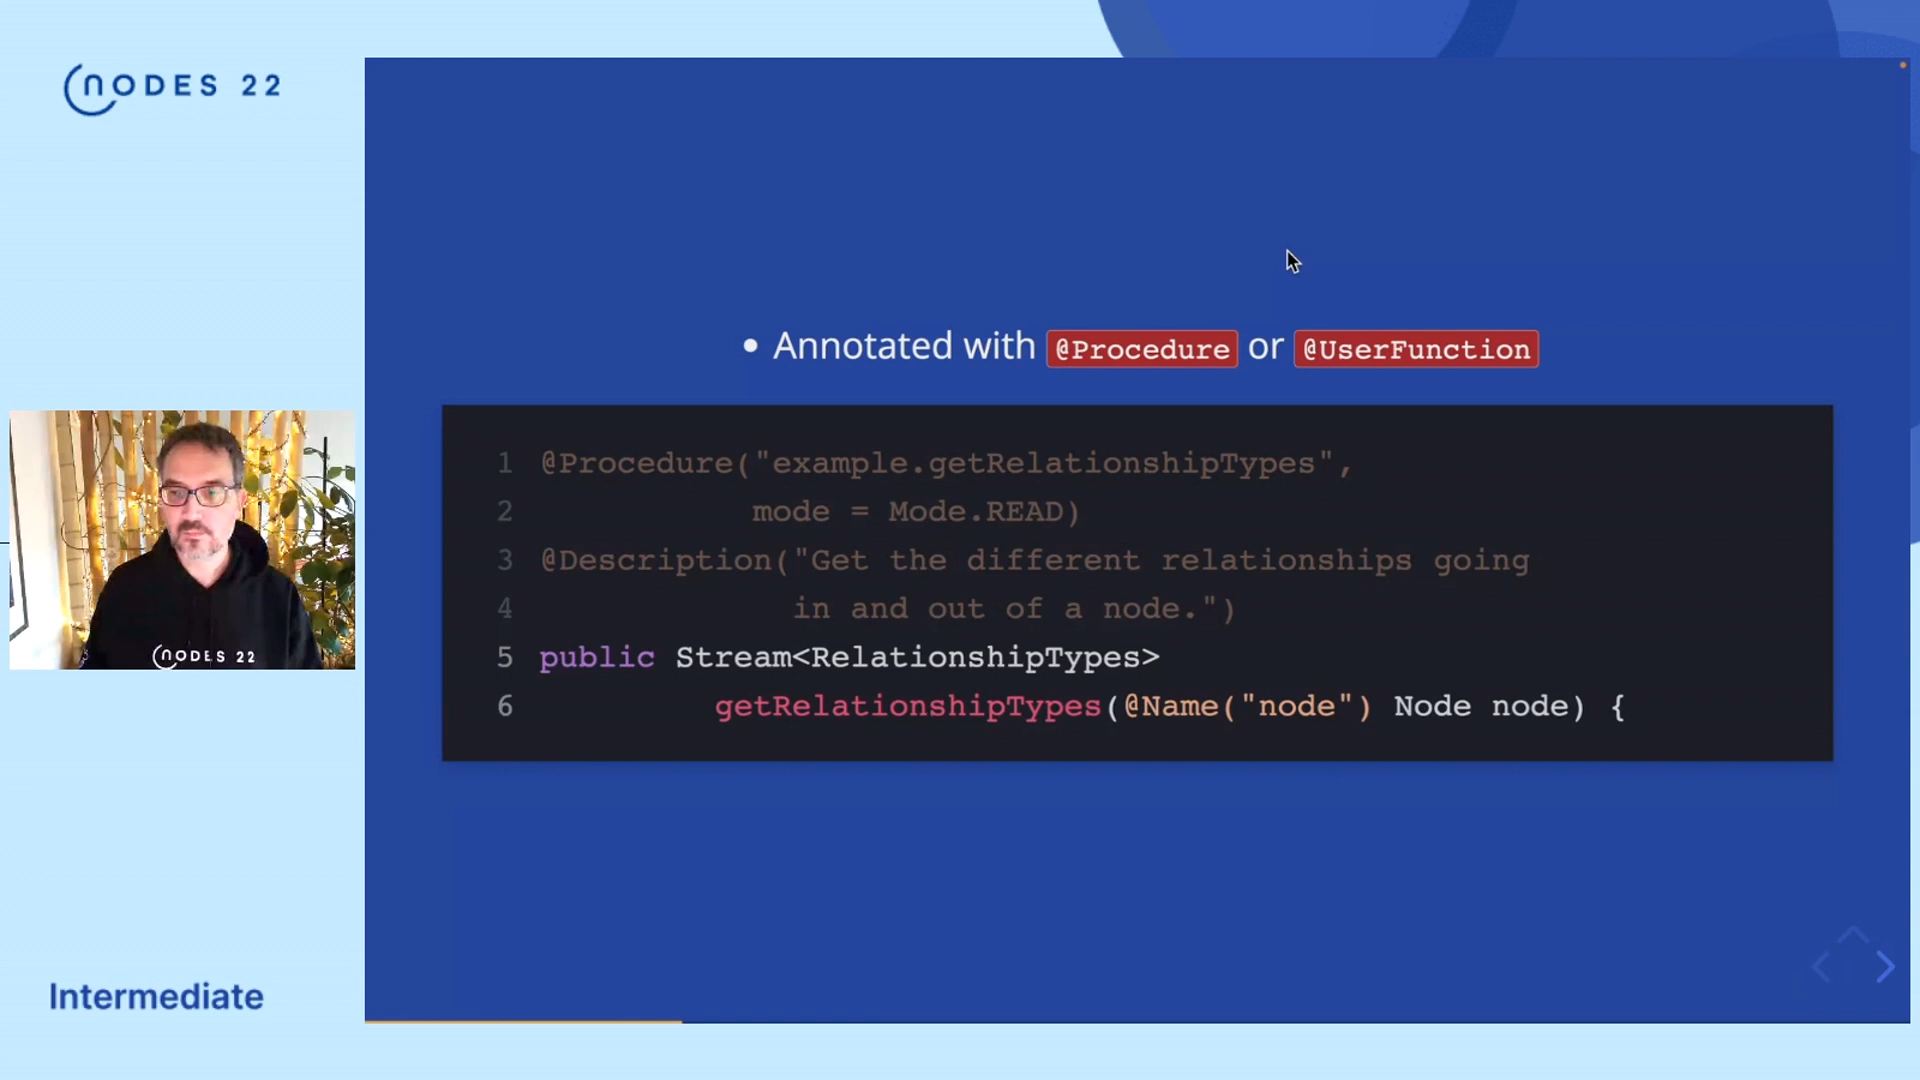 NODES 22
• Annotated with @Procedure or @UserFunction
1 @Procedure("example.getRelationshipTypes",
2 mode = Mode.READ)
3 @Description("Get the different relationships going
4 in and out of a node.")
5 public Stream<RelationshipTypes>
6 getRelationshipTypes(@Name("node") Node node) {
NODES 22
Intermediate